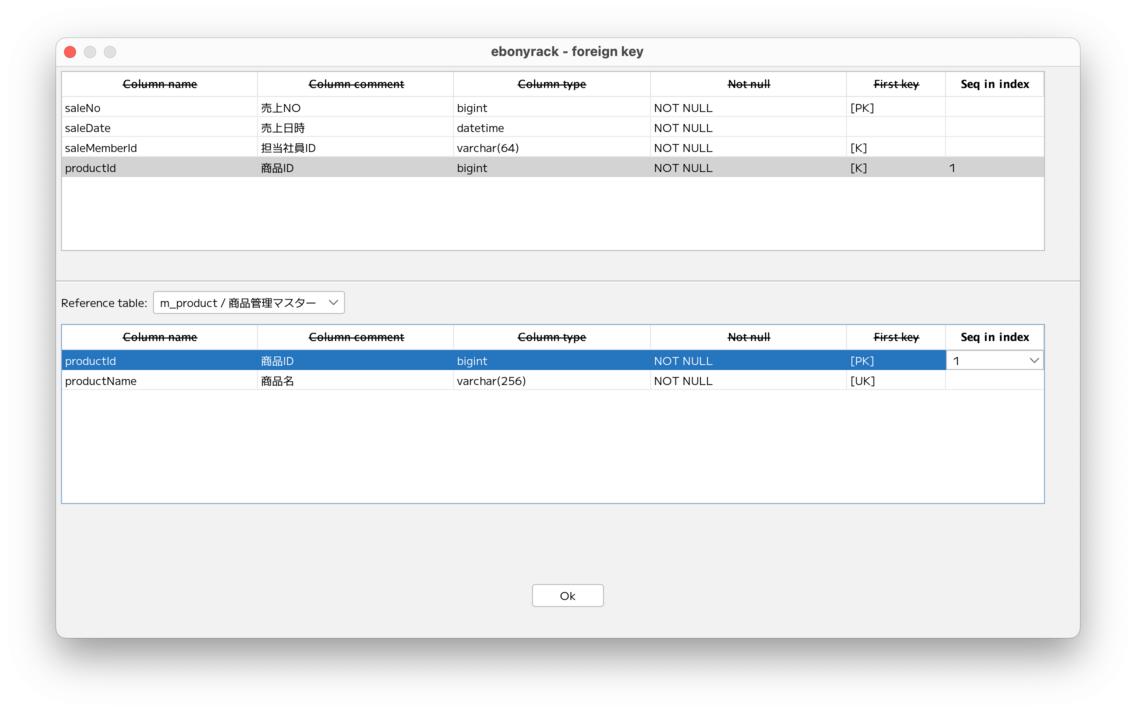 ebonyrack - foreign key
Column name Column comment Column type Not null First key Seq in index
saleNo 売上NO bigint NOT NULL [PK]
saleDate 売上日時 datetime NOT NULL
saleMemberId 担当社員ID varchar(64) NOT NULL [K]
productId 商品ID bigint NOT NULL [K] 1
Reference table: m_product / 商品管理マスター
Column name Column comment Column type Not null First key Seq in index
productId 商品ID bigint NOT NULL [PK] 1
productName 商品名 varchar(256) NOT NULL [UK]
Ok